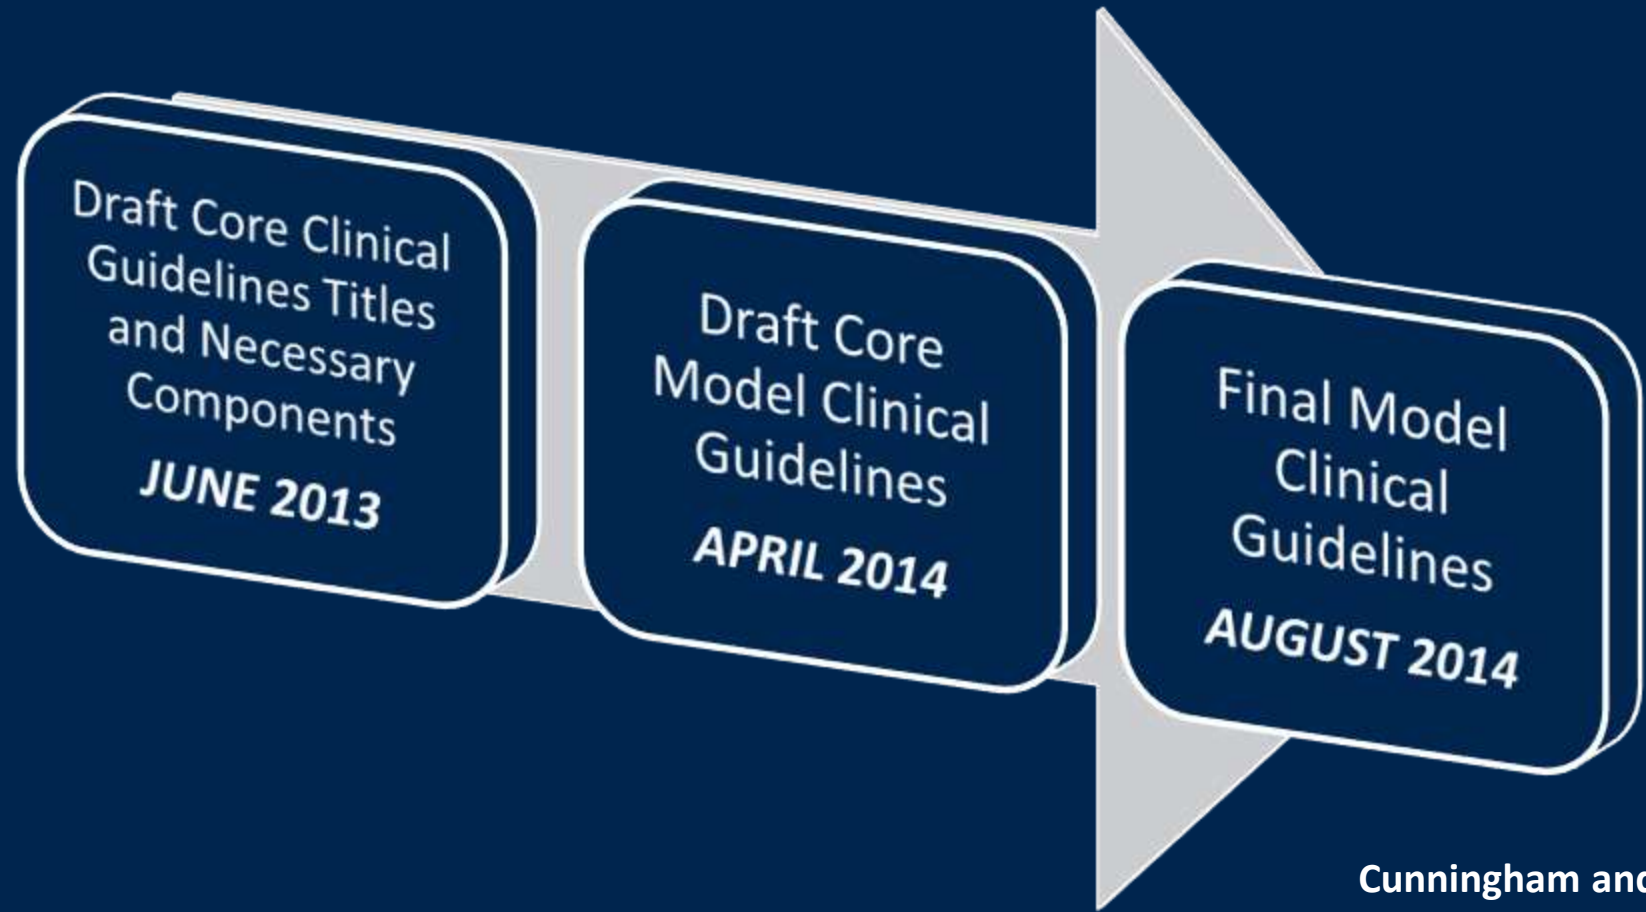 Draft Core Clinical
Guidelines Titles
and Necessary
Components
JUNE 2013
Draft Core
Model Clinical
Guidelines
APRIL 2014
Final Model
Clinical
Guidelines
AUGUST 2014
Cunningham and